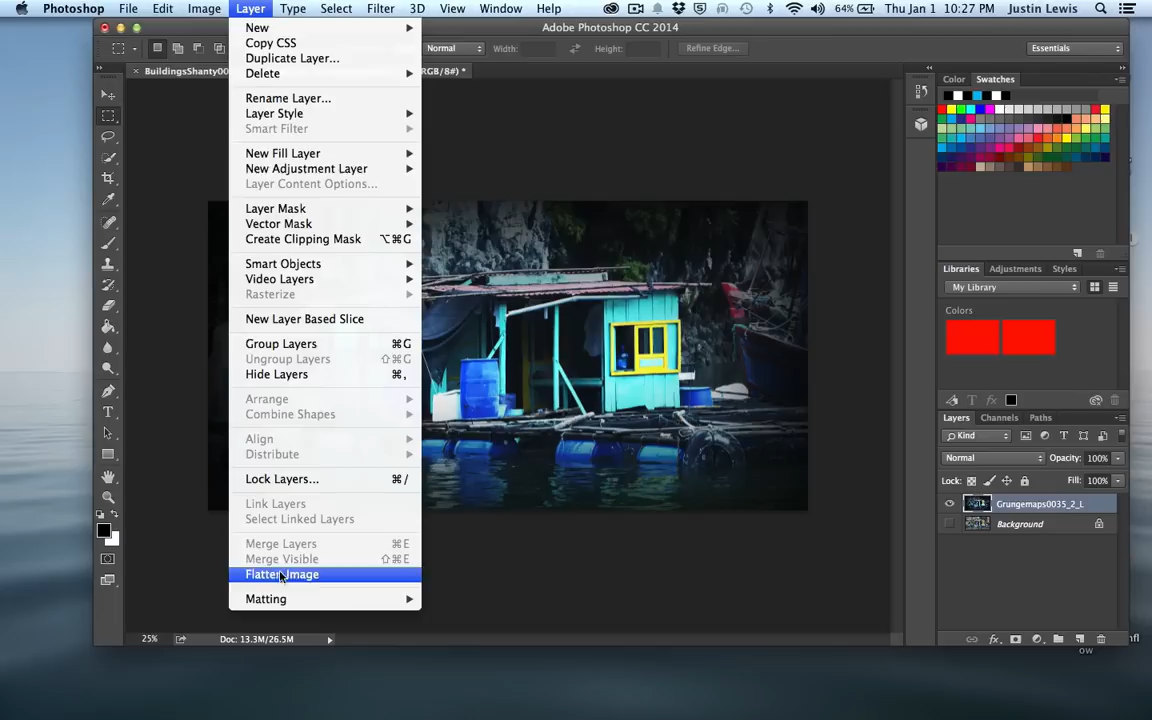 Photoshop File Edit Image Layer Type Select Filter 3D View Window Help 64% Thu Jan 1 10:27 PM Justin Lewis
Adobe Photoshop CC 2014
Normal Width: Height: Refine Edge... Essentials
BuildingsShanty00
RGB/8#) *
New
Copy CSS
Duplicate Layer...
Delete
Rename Layer...
Layer Style
Smart Filter
New Fill Layer
New Adjustment Layer
Layer Content Options...
Layer Mask
Vector Mask
Create Clipping Mask ⌥⌘G
Smart Objects
Video Layers
Rasterize
New Layer Based Slice
Group Layers ⌘G
Ungroup Layers ⇧⌘G
Hide Layers ⌘,
Arrange
Combine Shapes
Align
Distribute
Lock Layers... ⌘/
Link Layers
Select Linked Layers
Merge Layers ⌘E
Merge Visible ⇧⌘E
Flatten Image
Matting
Color Swatches
Libraries Adjustments Styles
My Library
Colors
Layers Channels Paths
Kind
Normal Opacity: 100%
Lock: Fill: 100%
Grungemaps0035_2_L
Background
25% Doc: 13.3M/26.5M
nfl
ow